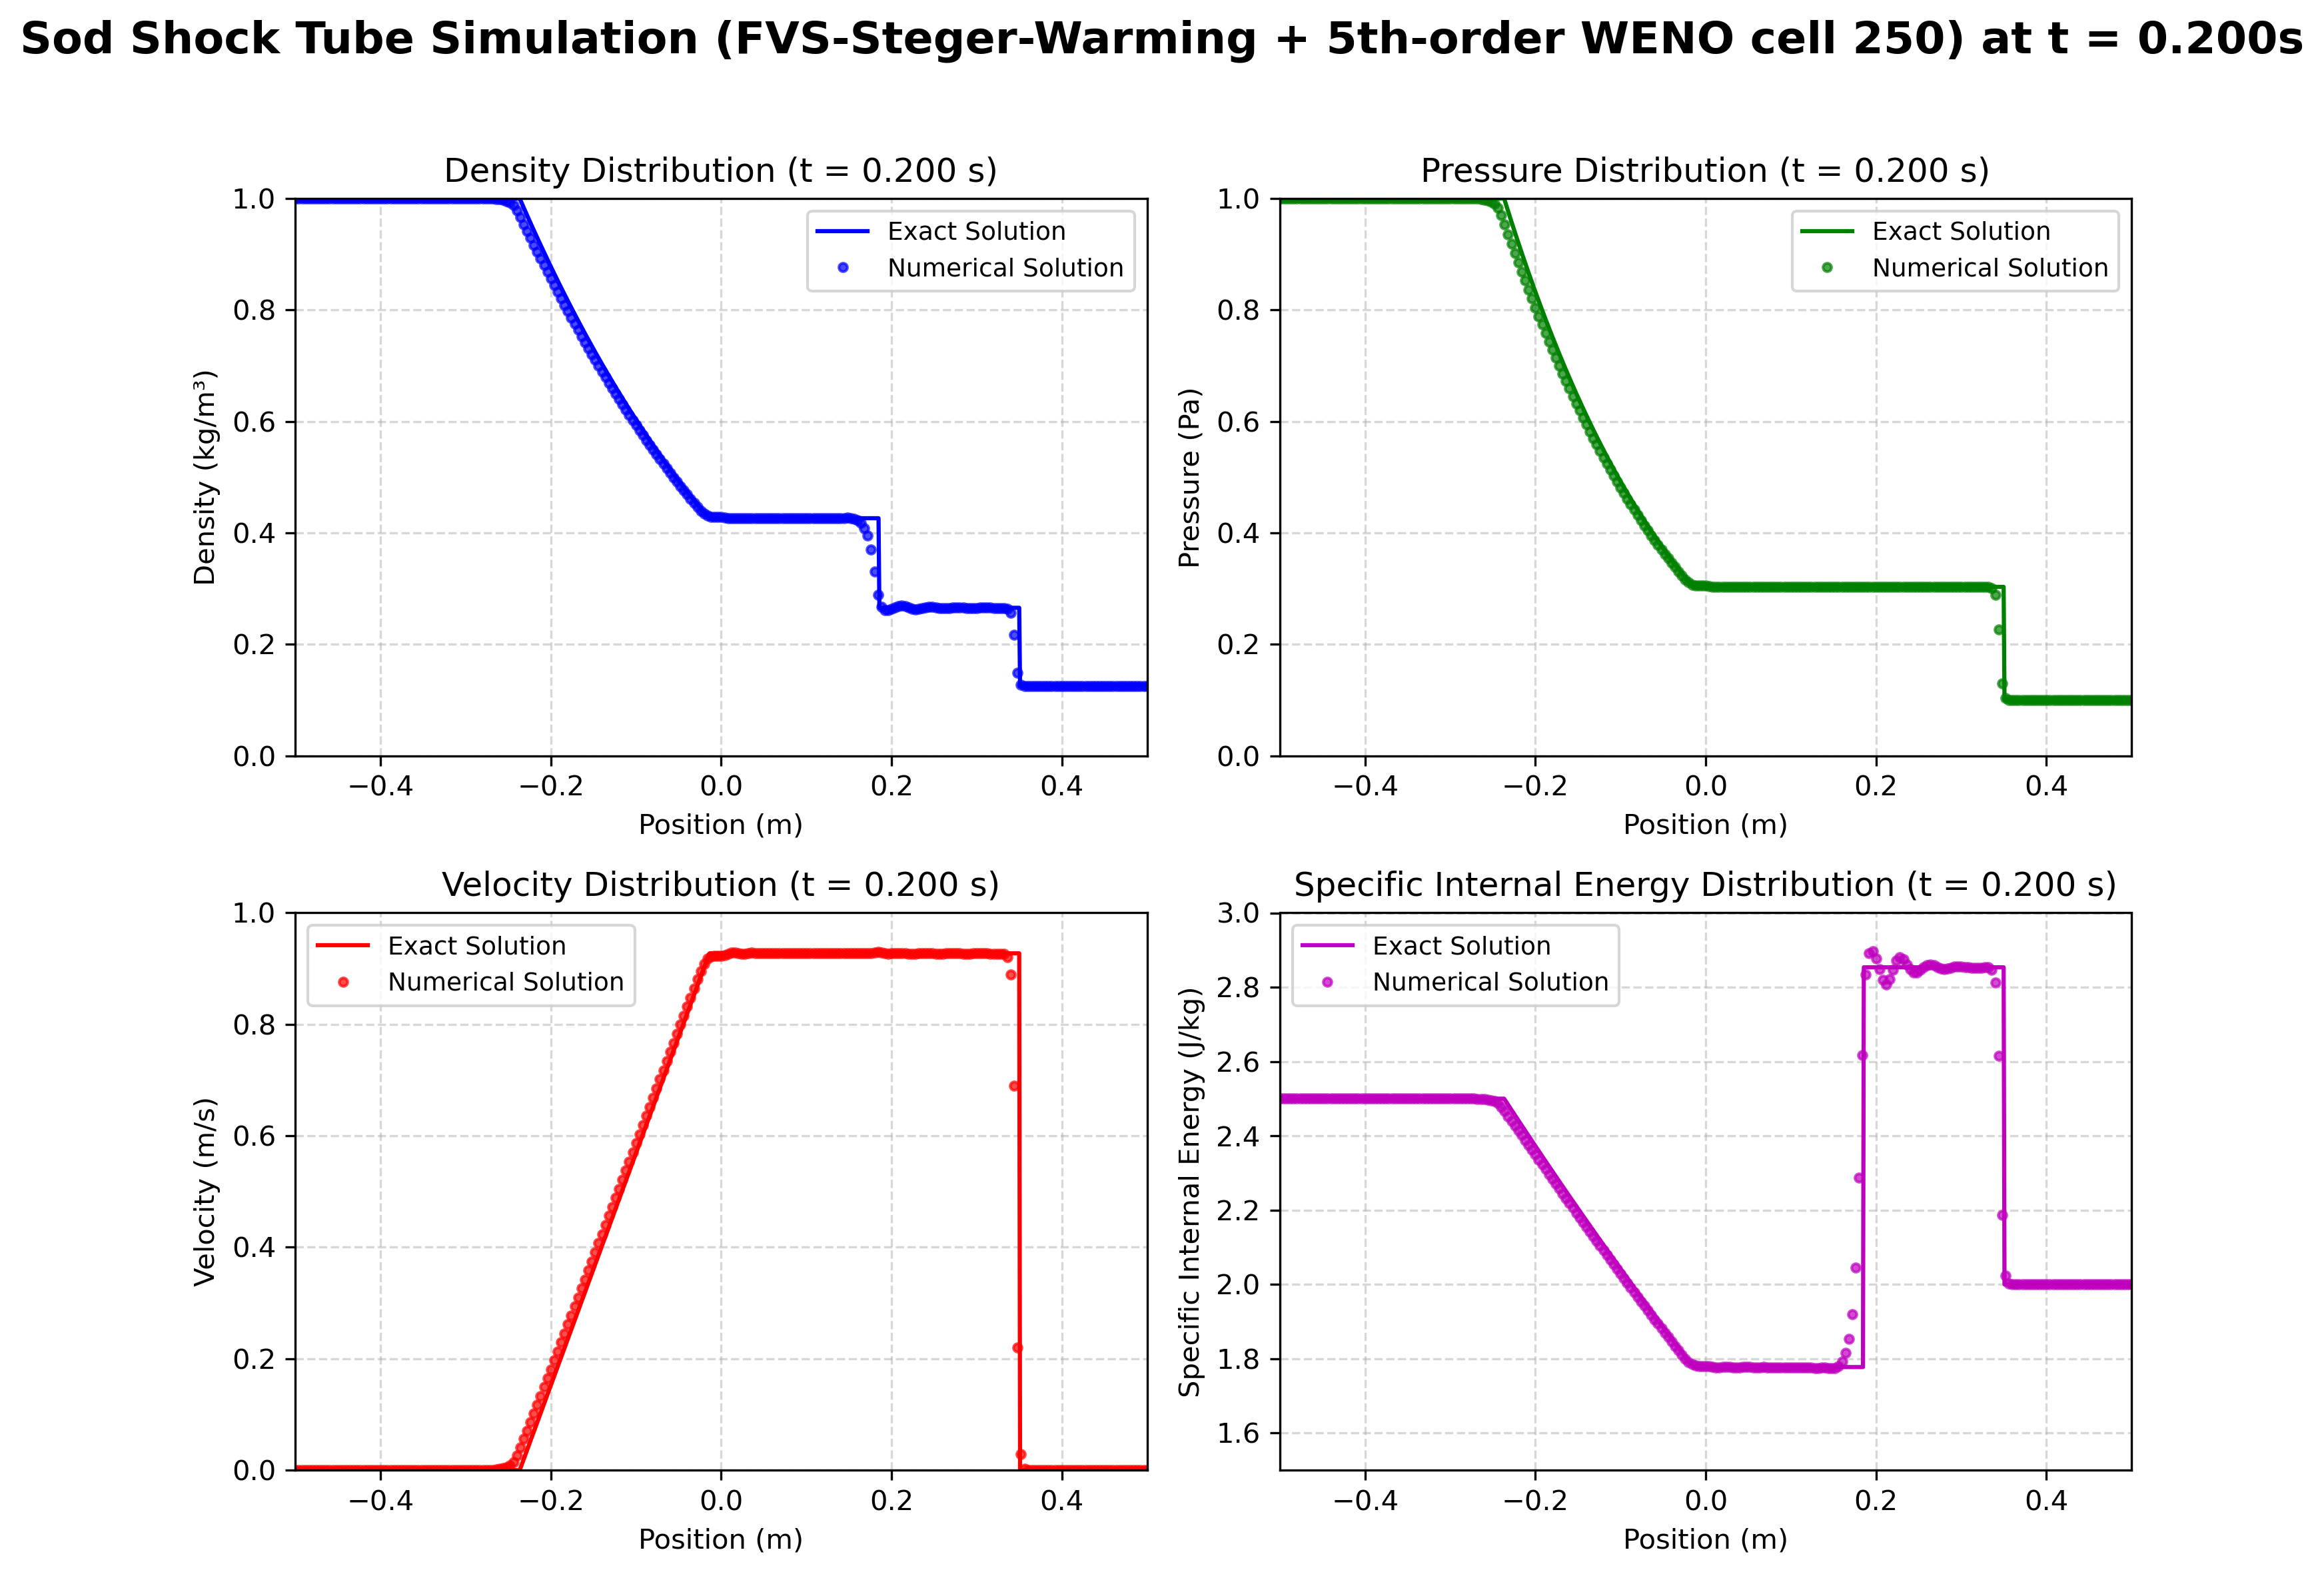 Sod Shock Tube Simulation (FVS-Steger-Warming + 5th-order WENO cell 250) at t = 0.200s
Density Distribution (t = 0.200 s)
1.0
0.8
0.6
0.4
0.2
0.0
Density (kg/m³)
Exact Solution
Numerical Solution
−0.4 −0.2 0.0 0.2 0.4
Position (m)
Pressure Distribution (t = 0.200 s)
1.0
0.8
0.6
0.4
0.2
0.0
Pressure (Pa)
Exact Solution
Numerical Solution
−0.4 −0.2 0.0 0.2 0.4
Position (m)
Velocity Distribution (t = 0.200 s)
1.0
0.8
0.6
0.4
0.2
0.0
Velocity (m/s)
Exact Solution
Numerical Solution
−0.4 −0.2 0.0 0.2 0.4
Position (m)
Specific Internal Energy Distribution (t = 0.200 s)
3.0
2.8
2.6
2.4
2.2
2.0
1.8
1.6
Specific Internal Energy (J/kg)
Exact Solution
Numerical Solution
−0.4 −0.2 0.0 0.2 0.4
Position (m)